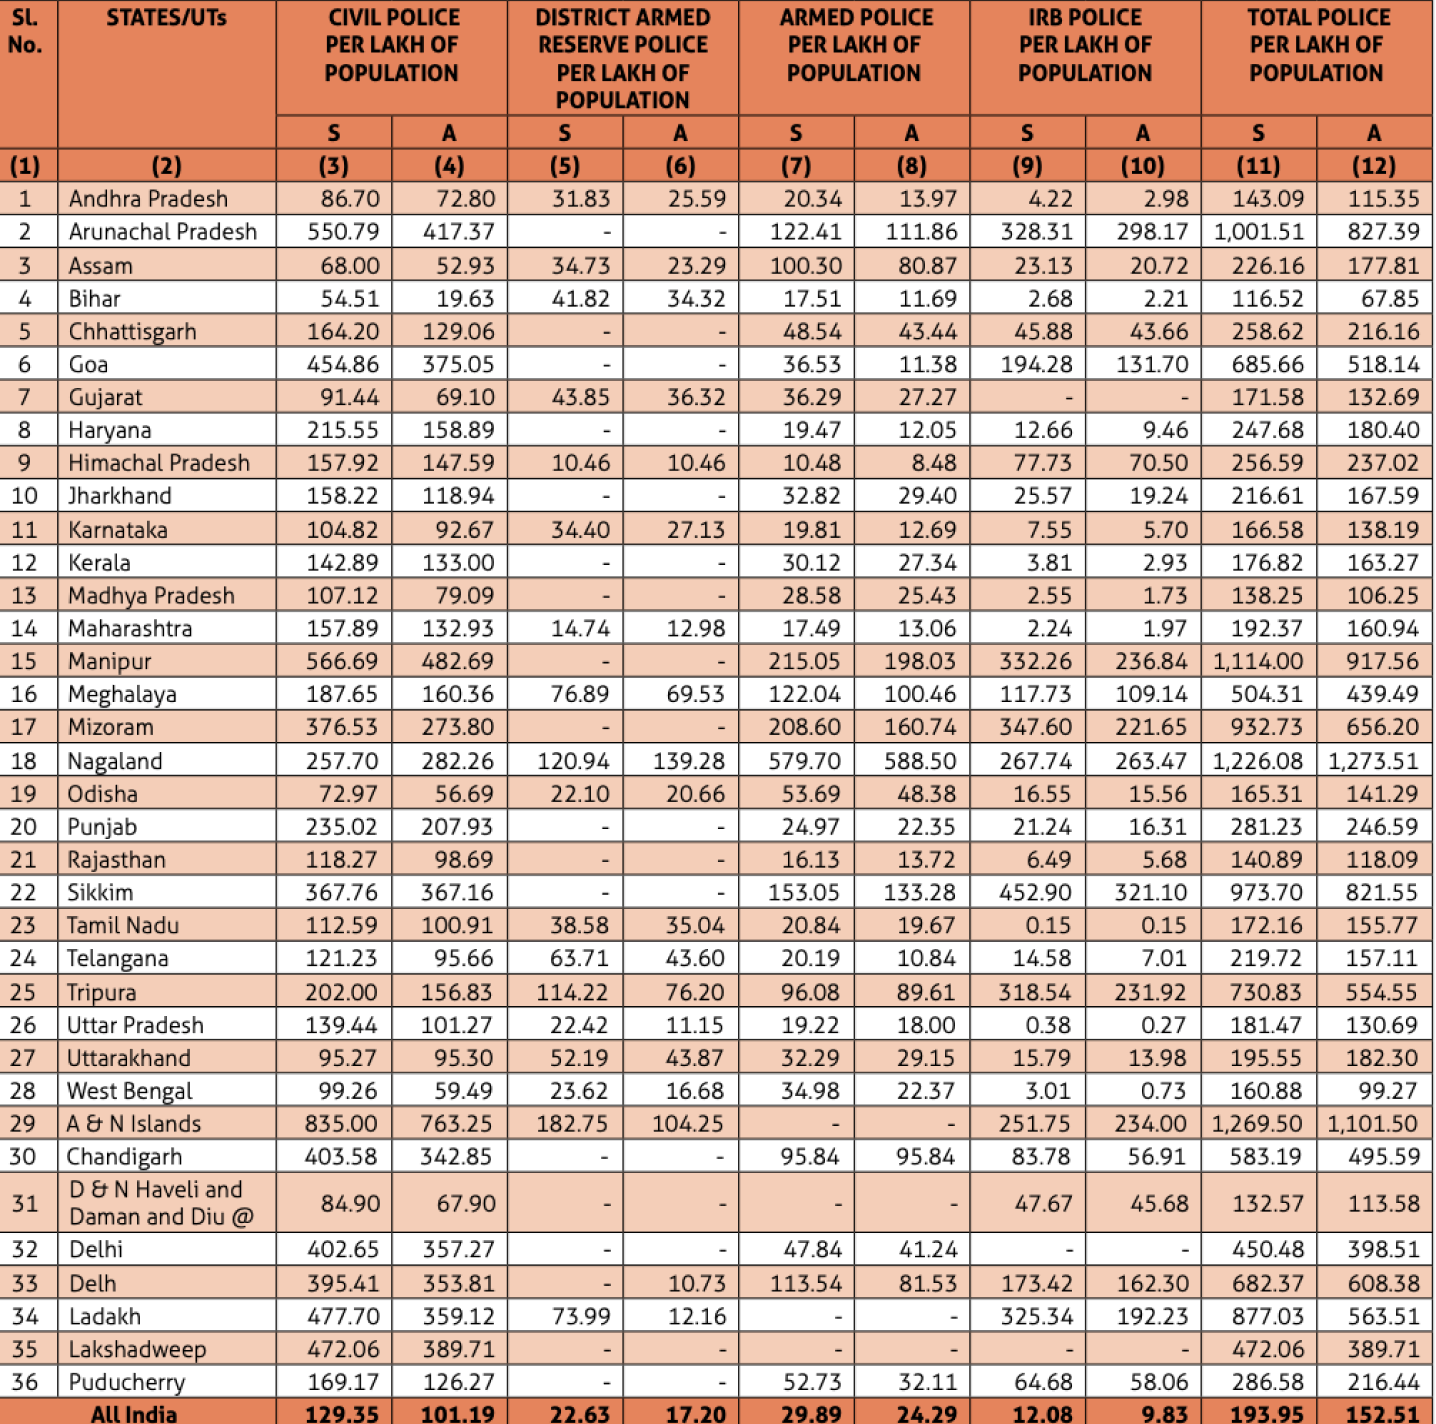 Sl. No. | STATES/UTs | CIVIL POLICE PER LAKH OF POPULATION | DISTRICT ARMED RESERVE POLICE PER LAKH OF POPULATION | ARMED POLICE PER LAKH OF POPULATION | IRB POLICE PER LAKH OF POPULATION | TOTAL POLICE PER LAKH OF POPULATION
S A S A S A S A S A
(1) (2) (3) (4) (5) (6) (7) (8) (9) (10) (11) (12)
1 Andhra Pradesh 86.70 72.80 31.83 25.59 20.34 13.97 4.22 2.98 143.09 115.35
2 Arunachal Pradesh 550.79 417.37 - - 122.41 111.86 328.31 298.17 1,001.51 827.39
3 Assam 68.00 52.93 34.73 23.29 100.30 80.87 23.13 20.72 226.16 177.81
4 Bihar 54.51 19.63 41.82 34.32 17.51 11.69 2.68 2.21 116.52 67.85
5 Chhattisgarh 164.20 129.06 - - 48.54 43.44 45.88 43.66 258.62 216.16
6 Goa 454.86 375.05 - - 36.53 11.38 194.28 131.70 685.66 518.14
7 Gujarat 91.44 69.10 43.85 36.32 36.29 27.27 - - 171.58 132.69
8 Haryana 215.55 158.89 - - 19.47 12.05 12.66 9.46 247.68 180.40
9 Himachal Pradesh 157.92 147.59 10.46 10.46 10.48 8.48 77.73 70.50 256.59 237.02
10 Jharkhand 158.22 118.94 - - 32.82 29.40 25.57 19.24 216.61 167.59
11 Karnataka 104.82 92.67 34.40 27.13 19.81 12.69 7.55 5.70 166.58 138.19
12 Kerala 142.89 133.00 - - 30.12 27.34 3.81 2.93 176.82 163.27
13 Madhya Pradesh 107.12 79.09 - - 28.58 25.43 2.55 1.73 138.25 106.25
14 Maharashtra 157.89 132.93 14.74 12.98 17.49 13.06 2.24 1.97 192.37 160.94
15 Manipur 566.69 482.69 - - 215.05 198.03 332.26 236.84 1,114.00 917.56
16 Meghalaya 187.65 160.36 76.89 69.53 122.04 100.46 117.73 109.14 504.31 439.49
17 Mizoram 376.53 273.80 - - 208.60 160.74 347.60 221.65 932.73 656.20
18 Nagaland 257.70 282.26 120.94 139.28 579.70 588.50 267.74 263.47 1,226.08 1,273.51
19 Odisha 72.97 56.69 22.10 20.66 53.69 48.38 16.55 15.56 165.31 141.29
20 Punjab 235.02 207.93 - - 24.97 22.35 21.24 16.31 281.23 246.59
21 Rajasthan 118.27 98.69 - - 16.13 13.72 6.49 5.68 140.89 118.09
22 Sikkim 367.76 367.16 - - 153.05 133.28 452.90 321.10 973.70 821.55
23 Tamil Nadu 112.59 100.91 38.58 35.04 20.84 19.67 0.15 0.15 172.16 155.77
24 Telangana 121.23 95.66 63.71 43.60 20.19 10.84 14.58 7.01 219.72 157.11
25 Tripura 202.00 156.83 114.22 76.20 96.08 89.61 318.54 231.92 730.83 554.55
26 Uttar Pradesh 139.44 101.27 22.42 11.15 19.22 18.00 0.38 0.27 181.47 130.69
27 Uttarakhand 95.27 95.30 52.19 43.87 32.29 29.15 15.79 13.98 195.55 182.30
28 West Bengal 99.26 59.49 23.62 16.68 34.98 22.37 3.01 0.73 160.88 99.27
29 A & N Islands 835.00 763.25 182.75 104.25 - - 251.75 234.00 1,269.50 1,101.50
30 Chandigarh 403.58 342.85 - - 95.84 95.84 83.78 56.91 583.19 495.59
31 D & N Haveli and Daman and Diu @ 84.90 67.90 - - - - 47.67 45.68 132.57 113.58
32 Delhi 402.65 357.27 - - 47.84 41.24 - - 450.48 398.51
33 Delh 395.41 353.81 - 10.73 113.54 81.53 173.42 162.30 682.37 608.38
34 Ladakh 477.70 359.12 73.99 12.16 - - 325.34 192.23 877.03 563.51
35 Lakshadweep 472.06 389.71 - - - - - - 472.06 389.71
36 Puducherry 169.17 126.27 - - 52.73 32.11 64.68 58.06 286.58 216.44
All India 129.35 101.19 22.63 17.20 29.89 24.29 12.08 9.83 193.95 152.51